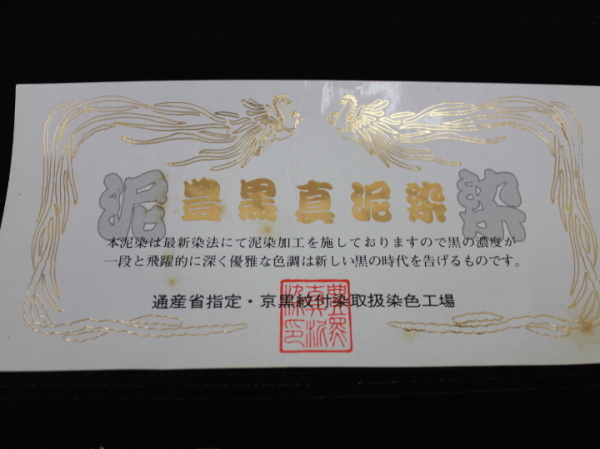 泥 豊黒真泥染 染
本泥染は最新染法にて泥染加工を施しておりますので黒の濃度が
一段と飛躍的に深く優雅な色調は新しい黒の時代を告げるものです。
通産省指定・京黒紋付染取扱染色工場